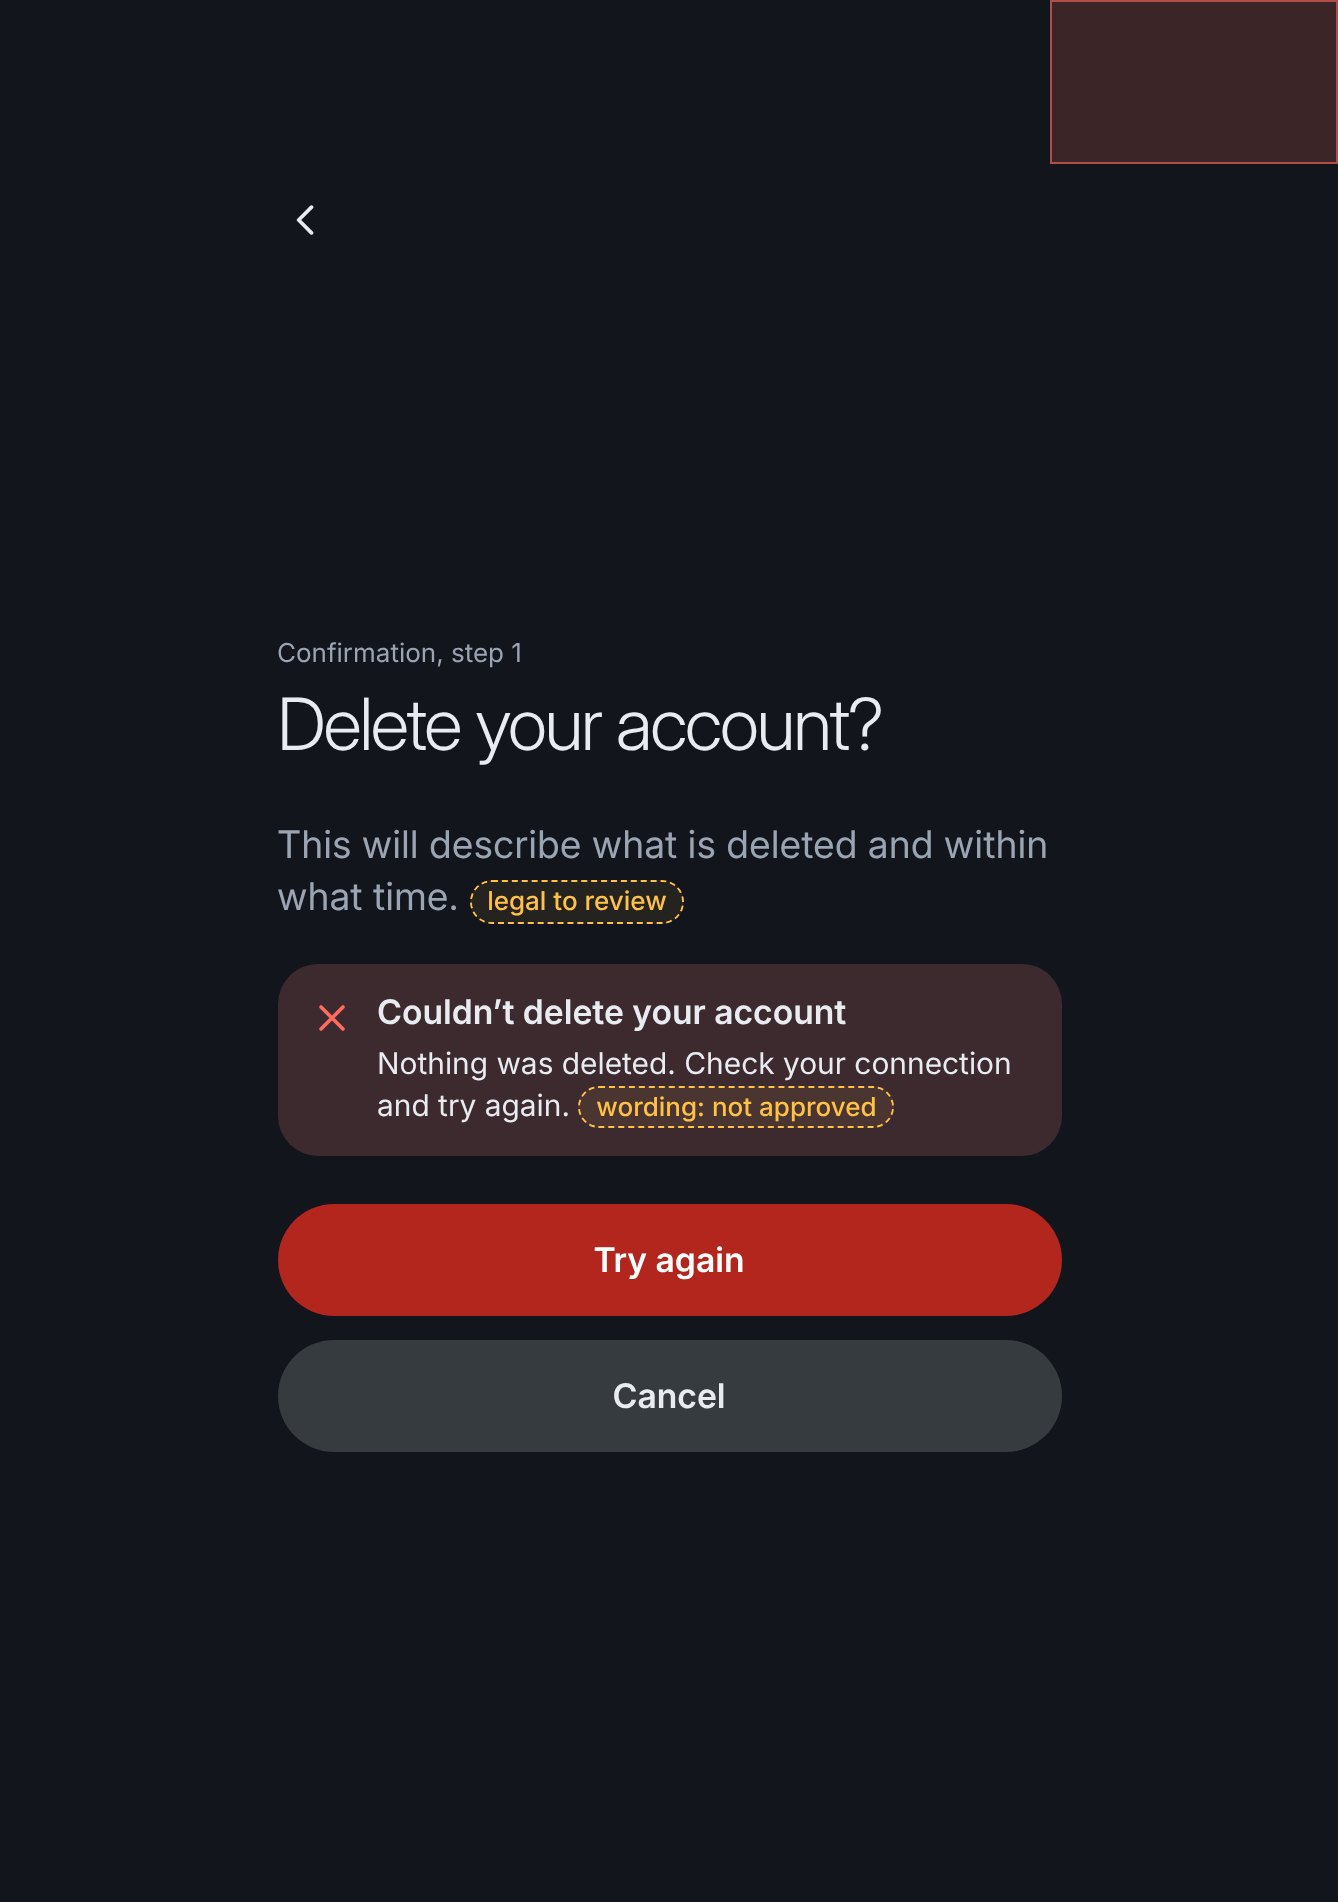 Confirmation, step 1
Delete your account?
This will describe what is deleted and within
what time. legal to review
Couldn’t delete your account
Nothing was deleted. Check your connection
and try again. wording: not approved
Try again
Cancel